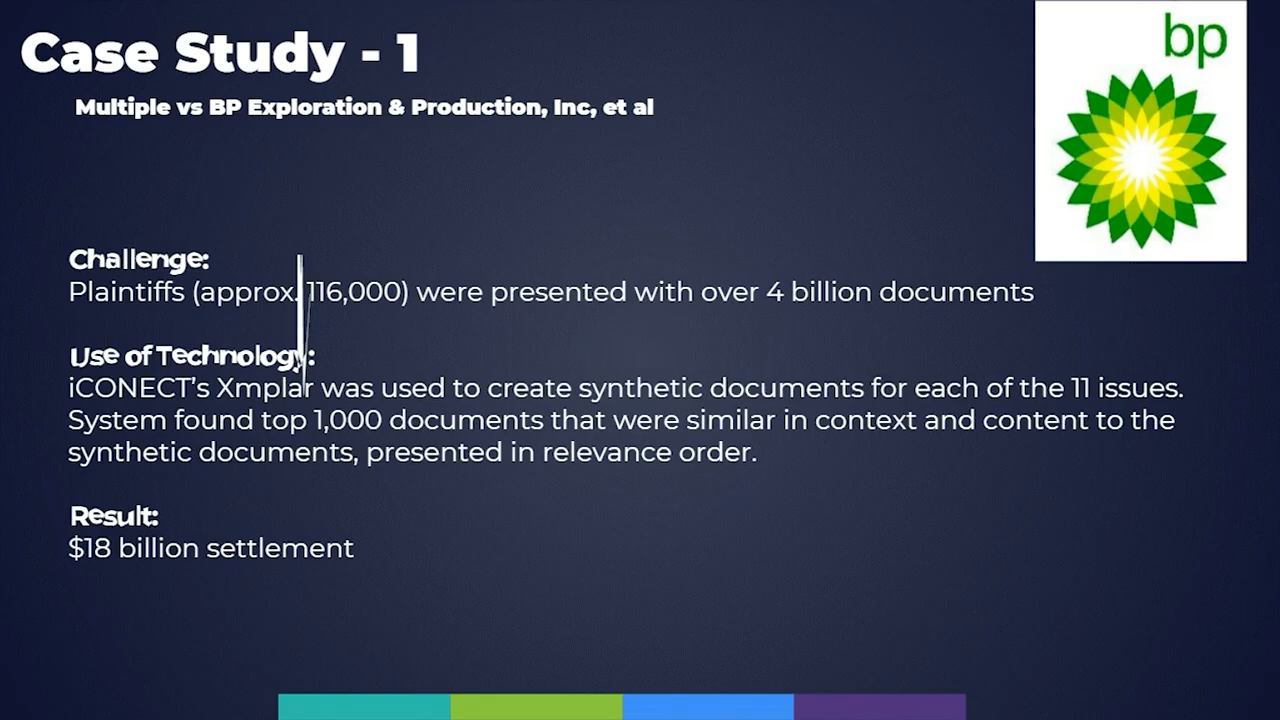 Case Study - 1
bp
Multiple vs BP Exploration & Production, Inc, et al
Challenge:
Plaintiffs (approx. 116,000) were presented with over 4 billion documents
Use of Technology:
iCONECT’s Xmplar was used to create synthetic documents for each of the 11 issues.
System found top 1,000 documents that were similar in context and content to the
synthetic documents, presented in relevance order.
Result:
$18 billion settlement